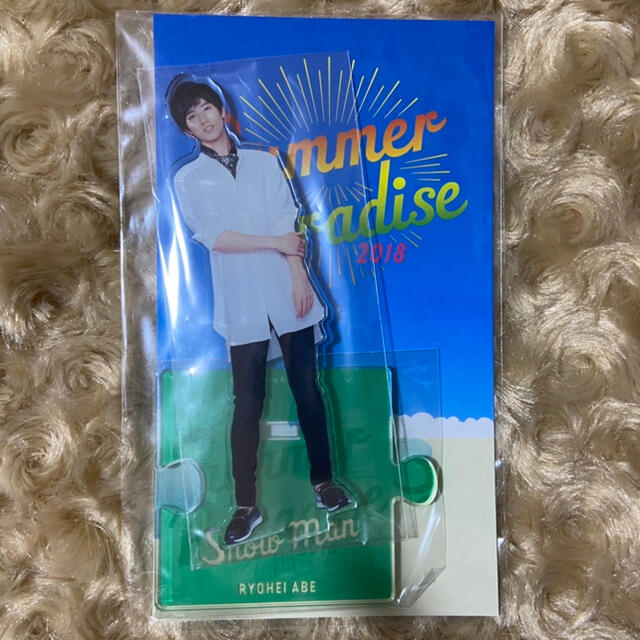 mmer
radise
2018
Snow Man
RYOHEI ABE